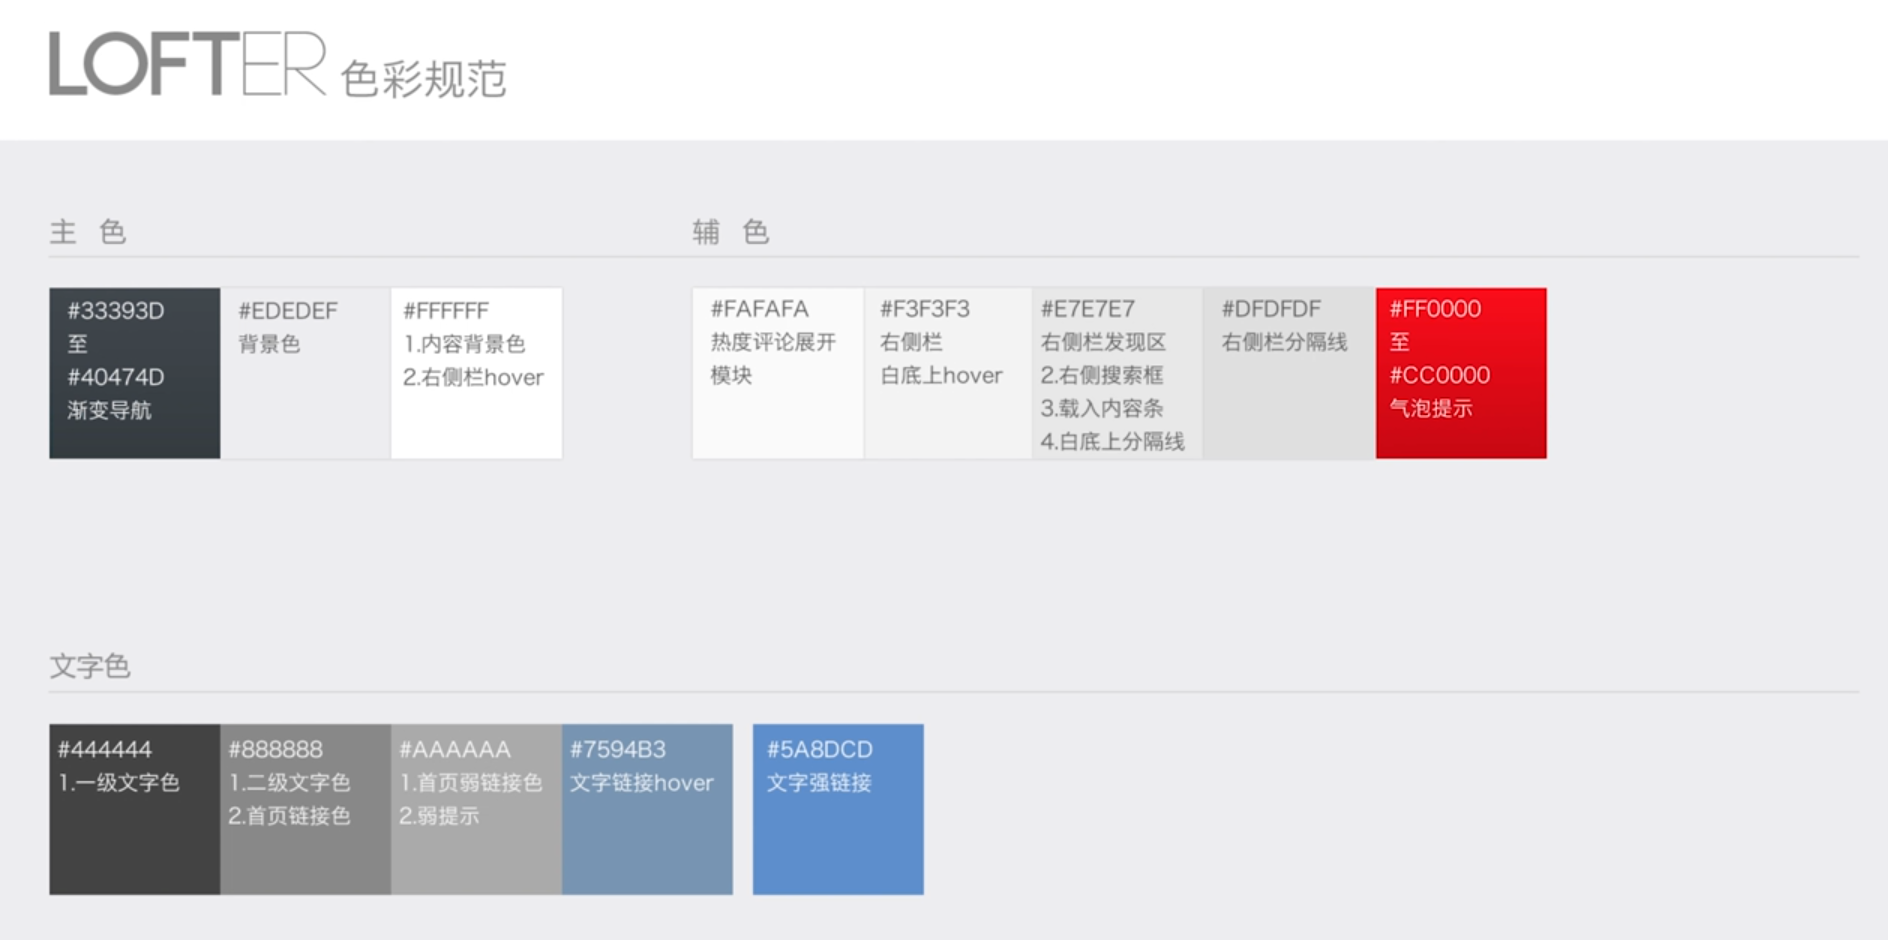 LOFTER 色彩规范
主 色
#33393D
至
#40474D
渐变导航
#EDEDEF
背景色
#FFFFFF
1.内容背景色
2.右侧栏hover
辅 色
#FAFAFA
热度评论展开
模块
#F3F3F3
右侧栏
白底上hover
#E7E7E7
右侧栏发现区
2.右侧搜索框
3.载入内容条
4.白底上分隔线
#DFDFDF
右侧栏分隔线
#FF0000
至
#CC0000
气泡提示
文字色
#444444
1.一级文字色
#888888
1.二级文字色
2.首页链接色
#AAAAAA
1.首页弱链接色
2.弱提示
#7594B3
文字链接hover
#5A8DCD
文字强链接